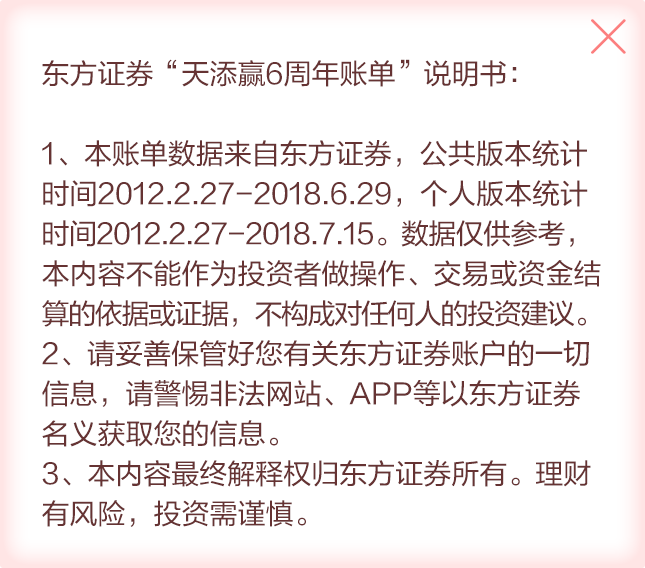 东方证券“天添赢6周年账单”说明书：
1、本账单数据来自东方证券，公共版本统计
时间2012.2.27-2018.6.29，个人版本统计
时间2012.2.27-2018.7.15。数据仅供参考，
本内容不能作为投资者做操作、交易或资金结
算的依据或证据，不构成对任何人的投资建议。
2、请妥善保管好您有关东方证券账户的一切
信息，请警惕非法网站、APP等以东方证券
名义获取您的信息。
3、本内容最终解释权归东方证券所有。理财
有风险，投资需谨慎。